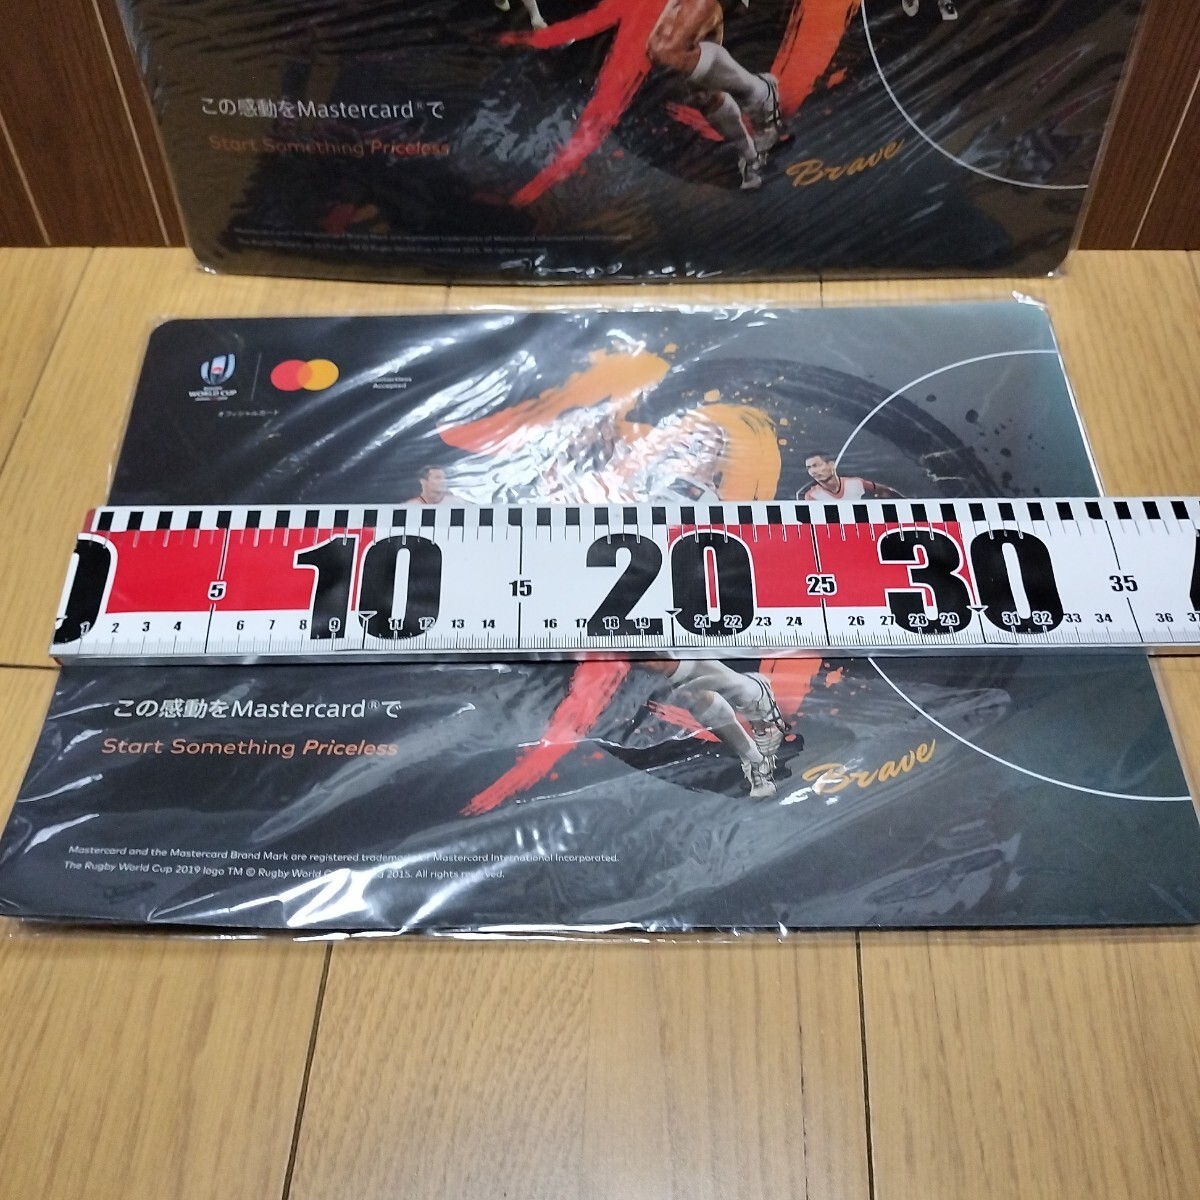 この感動をMastercard®で
Start Something Priceless
Brave
WORLD CUP
Contactless
Accepted
オフィシャルカード
0 10 20 30
5 15 25 35
1 2 3 4 6 7 8 9 11 12 13 14 16 17 18 19 21 22 23 24 26 27 28 29 31 32 33 34 36
この感動をMastercard®で
Start Something Priceless
Brave
Mastercard and the Mastercard Brand Mark are registered trademarks of Mastercard International Incorporated.
The Rugby World Cup 2019 logo TM © Rugby World 2015. All rights reserved.